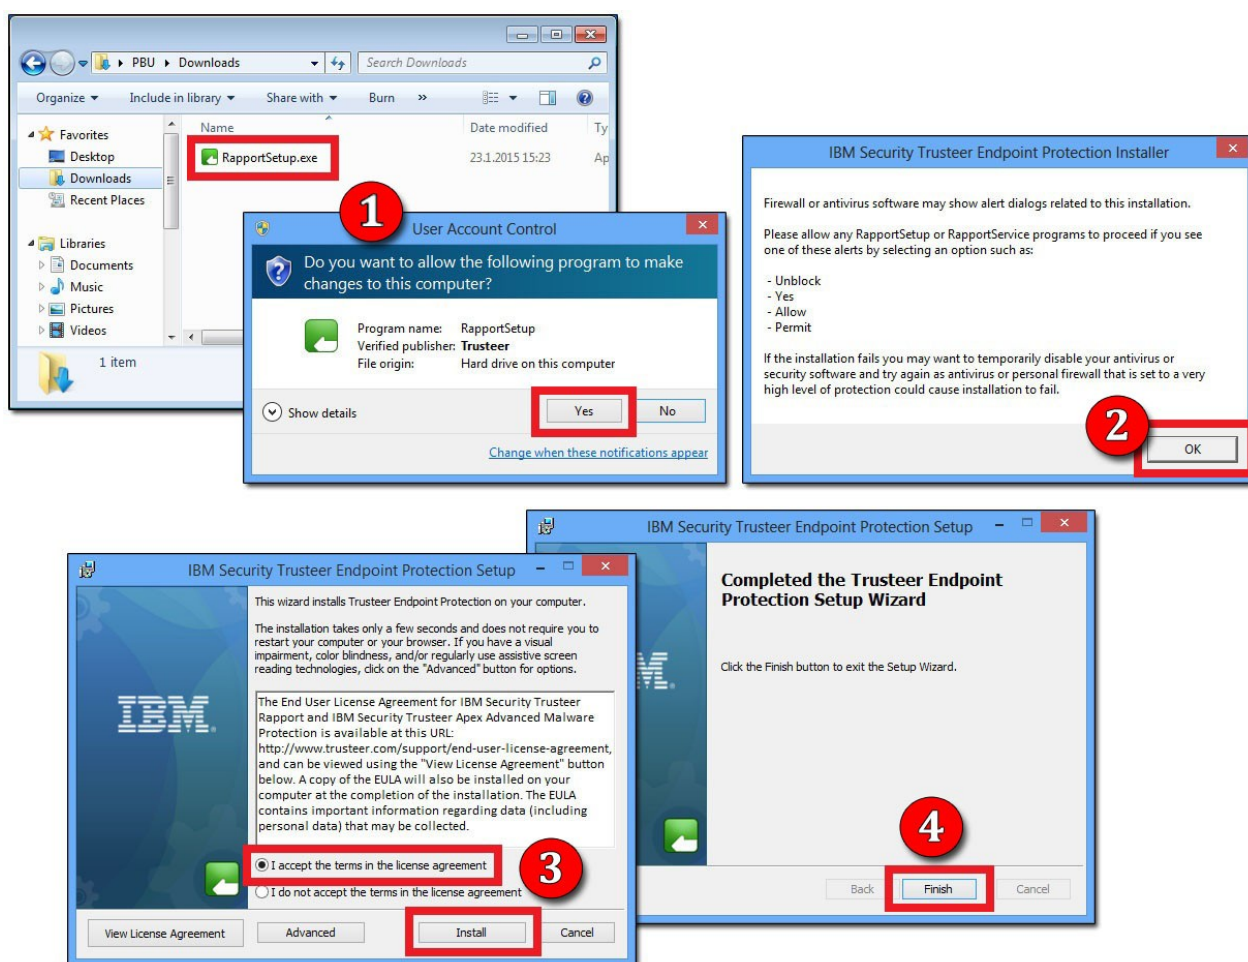 PBU Downloads
Search Downloads
Organize
Include in library
Share with
Burn
»
Name
Date modified
Ty
Favorites
Desktop
Downloads
Recent Places
Libraries
Documents
Music
Pictures
Videos
RapportSetup.exe
23.1.2015 15:23
Ap
1 item
1
User Account Control
Do you want to allow the following program to make
changes to this computer?
Program name: RapportSetup
Verified publisher: Trusteer
File origin: Hard drive on this computer
Show details
Yes
No
Change when these notifications appear
IBM Security Trusteer Endpoint Protection Installer
Firewall or antivirus software may show alert dialogs related to this installation.
Please allow any RapportSetup or RapportService programs to proceed if you see
one of these alerts by selecting an option such as:
- Unblock
- Yes
- Allow
- Permit
If the installation fails you may want to temporarily disable your antivirus or
security software and try again as antivirus or personal firewall that is set to a very
high level of protection could cause installation to fail.
2
OK
IBM Security Trusteer Endpoint Protection Setup
This wizard installs Trusteer Endpoint Protection on your computer.
The installation takes only a few seconds and does not require you to
restart your computer or your browser. If you have a visual
impairment, color blindness, and/or regularly use assistive screen
reading technologies, click on the "Advanced" button for options.
IBM.
The End User License Agreement for IBM Security Trusteer
Rapport and IBM Security Trusteer Apex Advanced Malware
Protection is available at this URL:
http://www.trusteer.com/support/end-user-license-agreement,
and can be viewed using the "View License Agreement" button
below. A copy of the EULA will also be installed on your
computer at the completion of the installation. The EULA
contains important information regarding data (including
personal data) that may be collected.
I accept the terms in the license agreement
I do not accept the terms in the license agreement
3
View License Agreement
Advanced
Install
Cancel
IBM Security Trusteer Endpoint Protection Setup
Completed the Trusteer Endpoint
Protection Setup Wizard
Click the Finish button to exit the Setup Wizard.
M.
4
Back
Finish
Cancel